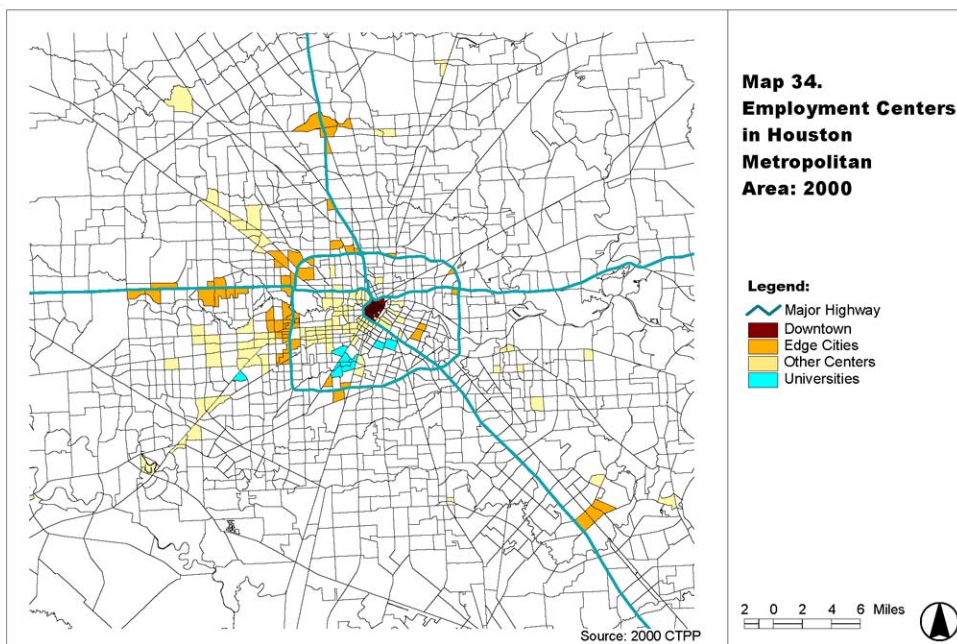 Map 34.
Employment Centers
in Houston
Metropolitan
Area: 2000
Legend:
Major Highway
Downtown
Edge Cities
Other Centers
Universities
2 0 2 4 6 Miles
Source: 2000 CTPP